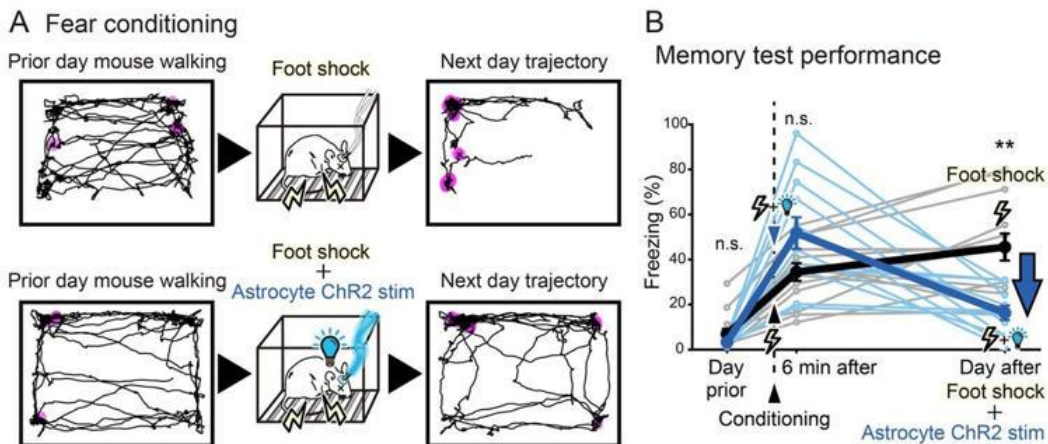 A Fear conditioning
Prior day mouse walking
Foot shock
Next day trajectory
Prior day mouse walking
Foot shock
+
Astrocyte ChR2 stim
Next day trajectory
B
Memory test performance
Freezing (%)
100
80
60
40
20
0
n.s.
n.s.
**
Foot shock
+
+
Day
prior
6 min after
Day after
Conditioning
Foot shock
+
Astrocyte ChR2 stim